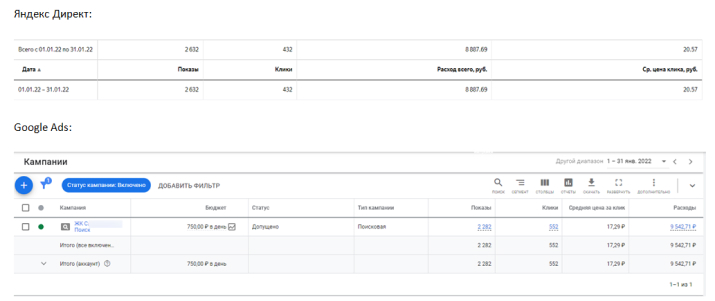 Яндекс Директ:
Всего с 01.01.22 по 31.01.22 2 632 432 8 887.69 20.57
Дата Показы Клики Расход всего, руб. Ср. цена клика, руб.
01.01.22 – 31.01.22 2 632 432 8 887.69 20.57
Google Ads:
Кампании Другой диапазон 1 – 31 янв. 2022
1 Статус кампании: Включено ДОБАВИТЬ ФИЛЬТР ПОИСК СЕГМЕНТ СТОЛБЦЫ ОТЧЕТЫ СКАЧАТЬ РАЗВЕРНУТЬ ДОПОЛНИТЕЛЬНО
Кампания Бюджет Статус Тип кампании Показы Клики Средняя цена за клик Расходы
ЖК С.
Поиск 750,00 ₽ в день Допущено Поисковая 2 282 552 17,29 ₽ 9 542,71 ₽
Итого (все включен.. 2 282 552 17,29 ₽ 9 542,71 ₽
Итого (аккаунт) 750,00 ₽ в день 2 282 552 17,29 ₽ 9 542,71 ₽
1–1 из 1